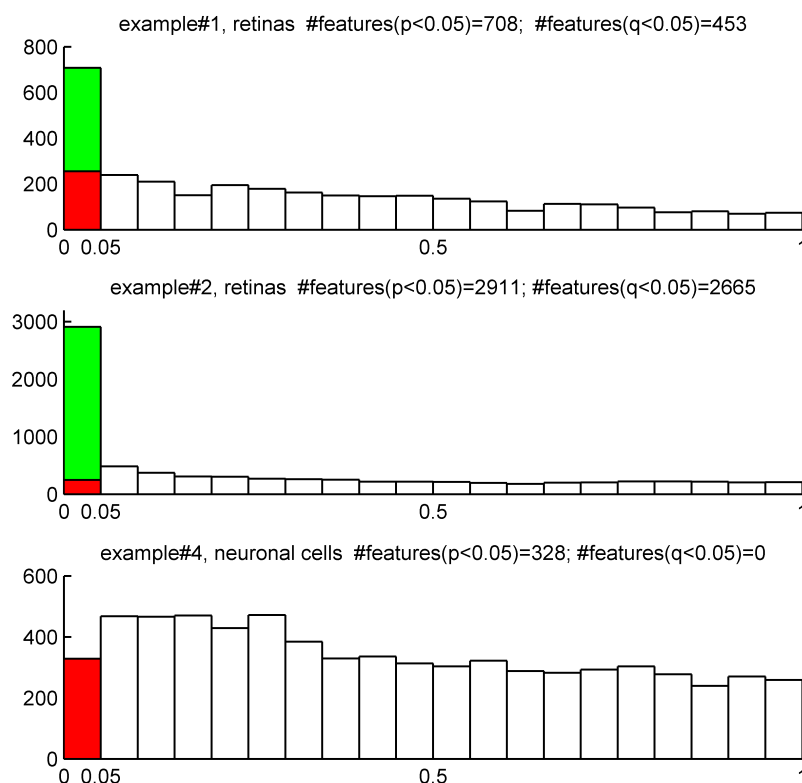 example#1, retinas  #features(p<0.05)=708;  #features(q<0.05)=453
800
600
400
200
0
0 0.05 0.5 1
example#2, retinas  #features(p<0.05)=2911; #features(q<0.05)=2665
3000
2000
1000
0
0 0.05 0.5 1
example#4, neuronal cells  #features(p<0.05)=328; #features(q<0.05)=0
600
400
200
0
0 0.05 0.5 1